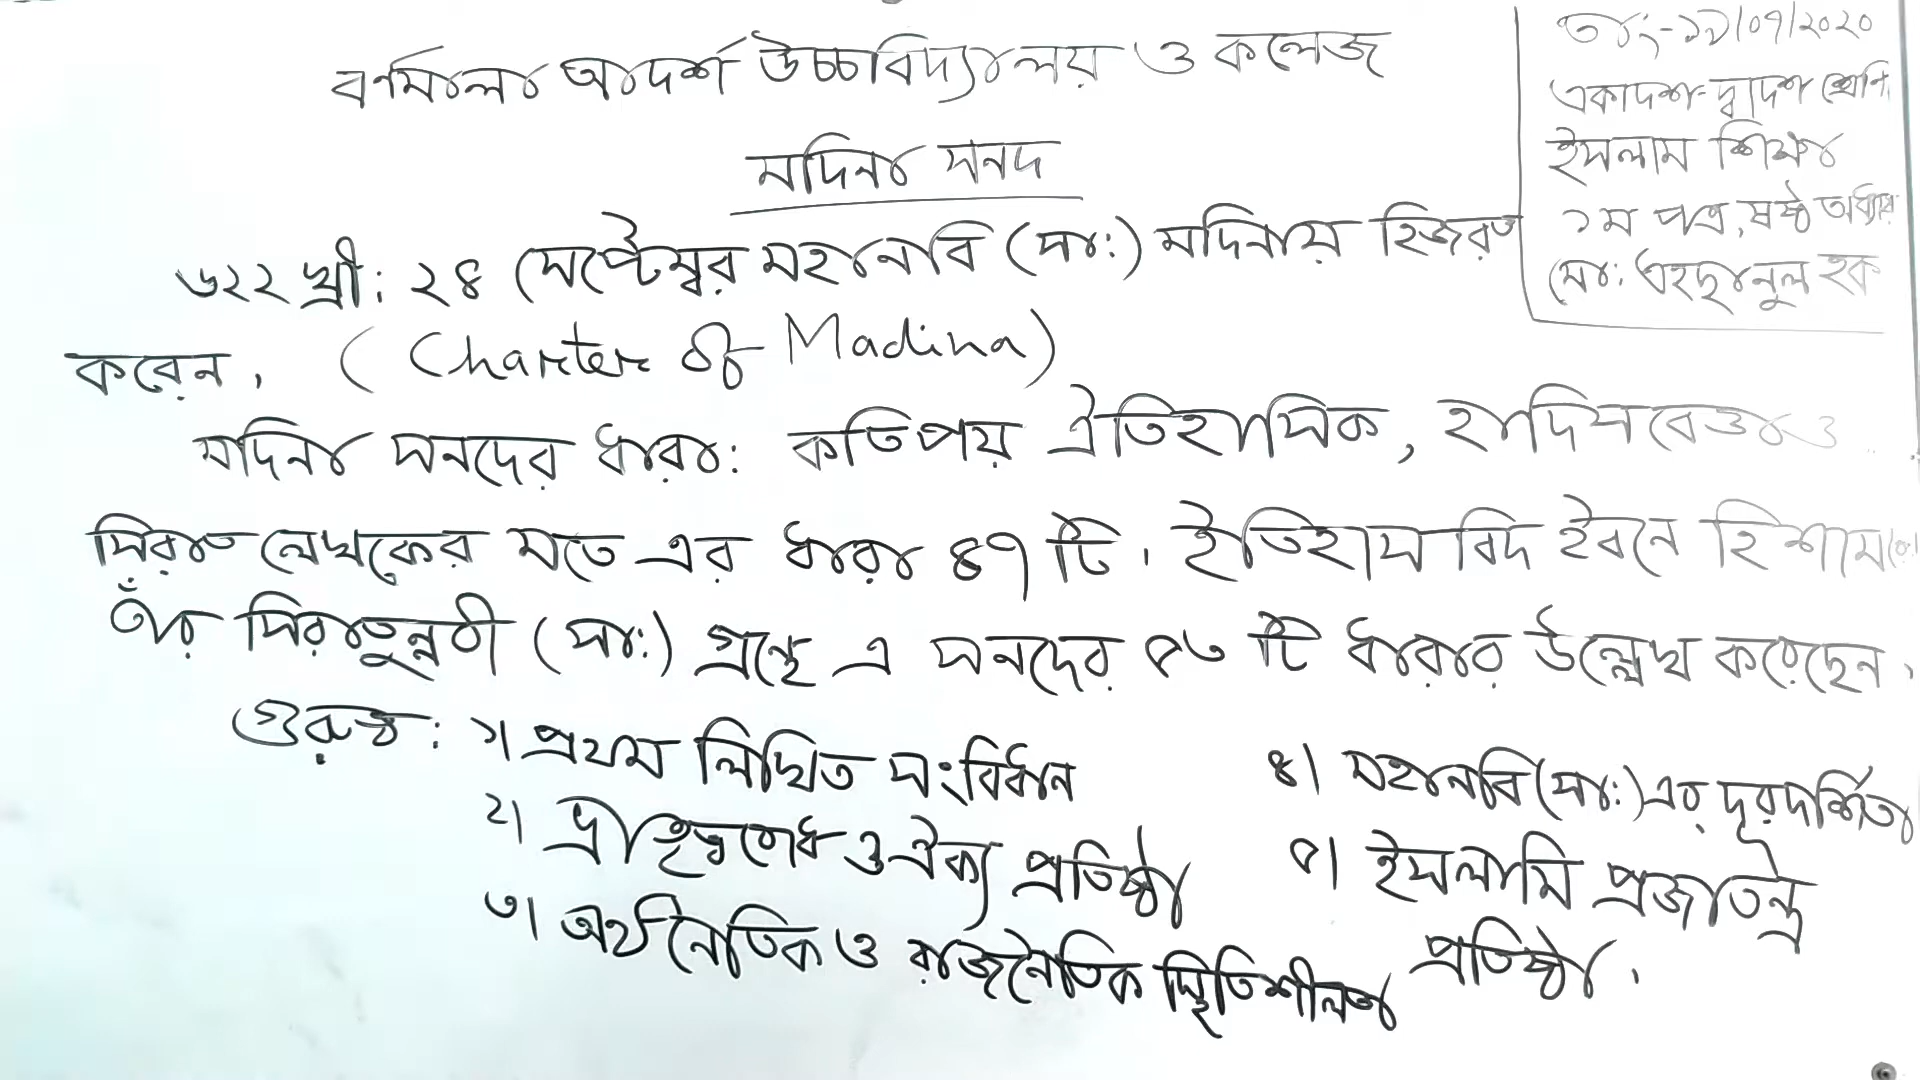 বর্ণমালা আদর্শ উচ্চবিদ্যালয় ও কলেজ
মদিনা সনদ
তাং-১৯/০৭/২০২০
একাদশ-দ্বাদশ শ্রেণি
ইসলাম শিক্ষা
১ম পত্র, ষষ্ঠ অধ্যায়
মো: এহছানুল হক
৬২২ খ্রী: ২৪ সেপ্টেম্বর মহানবি (সা:) মদিনায় হিজরত
করেন। (Charter of Madina)
মদিনা সনদের ধারা: কতিপয় ঐতিহাসিক, হাদিসবেত্তা ও
সিরাত লেখকের মতে এর ধারা ৪৭ টি। ইতিহাসবিদ ইবনে হিশাম
তাঁর সিরাতুন্নবী (সা:) গ্রন্থে এ সনদের ৫৩ টি ধারার উল্লেখ করেছেন।
গুরুত্ব: ১। প্রথম লিখিত সংবিধান
২। ভ্রাতৃত্ববোধ ও ঐক্য প্রতিষ্ঠা
৩। অর্থনৈতিক ও রাজনৈতিক স্থিতিশীলতা
৪। মহানবি (সা:) এর দূরদর্শিতা
৫। ইসলামি প্রজাতন্ত্র
প্রতিষ্ঠা।